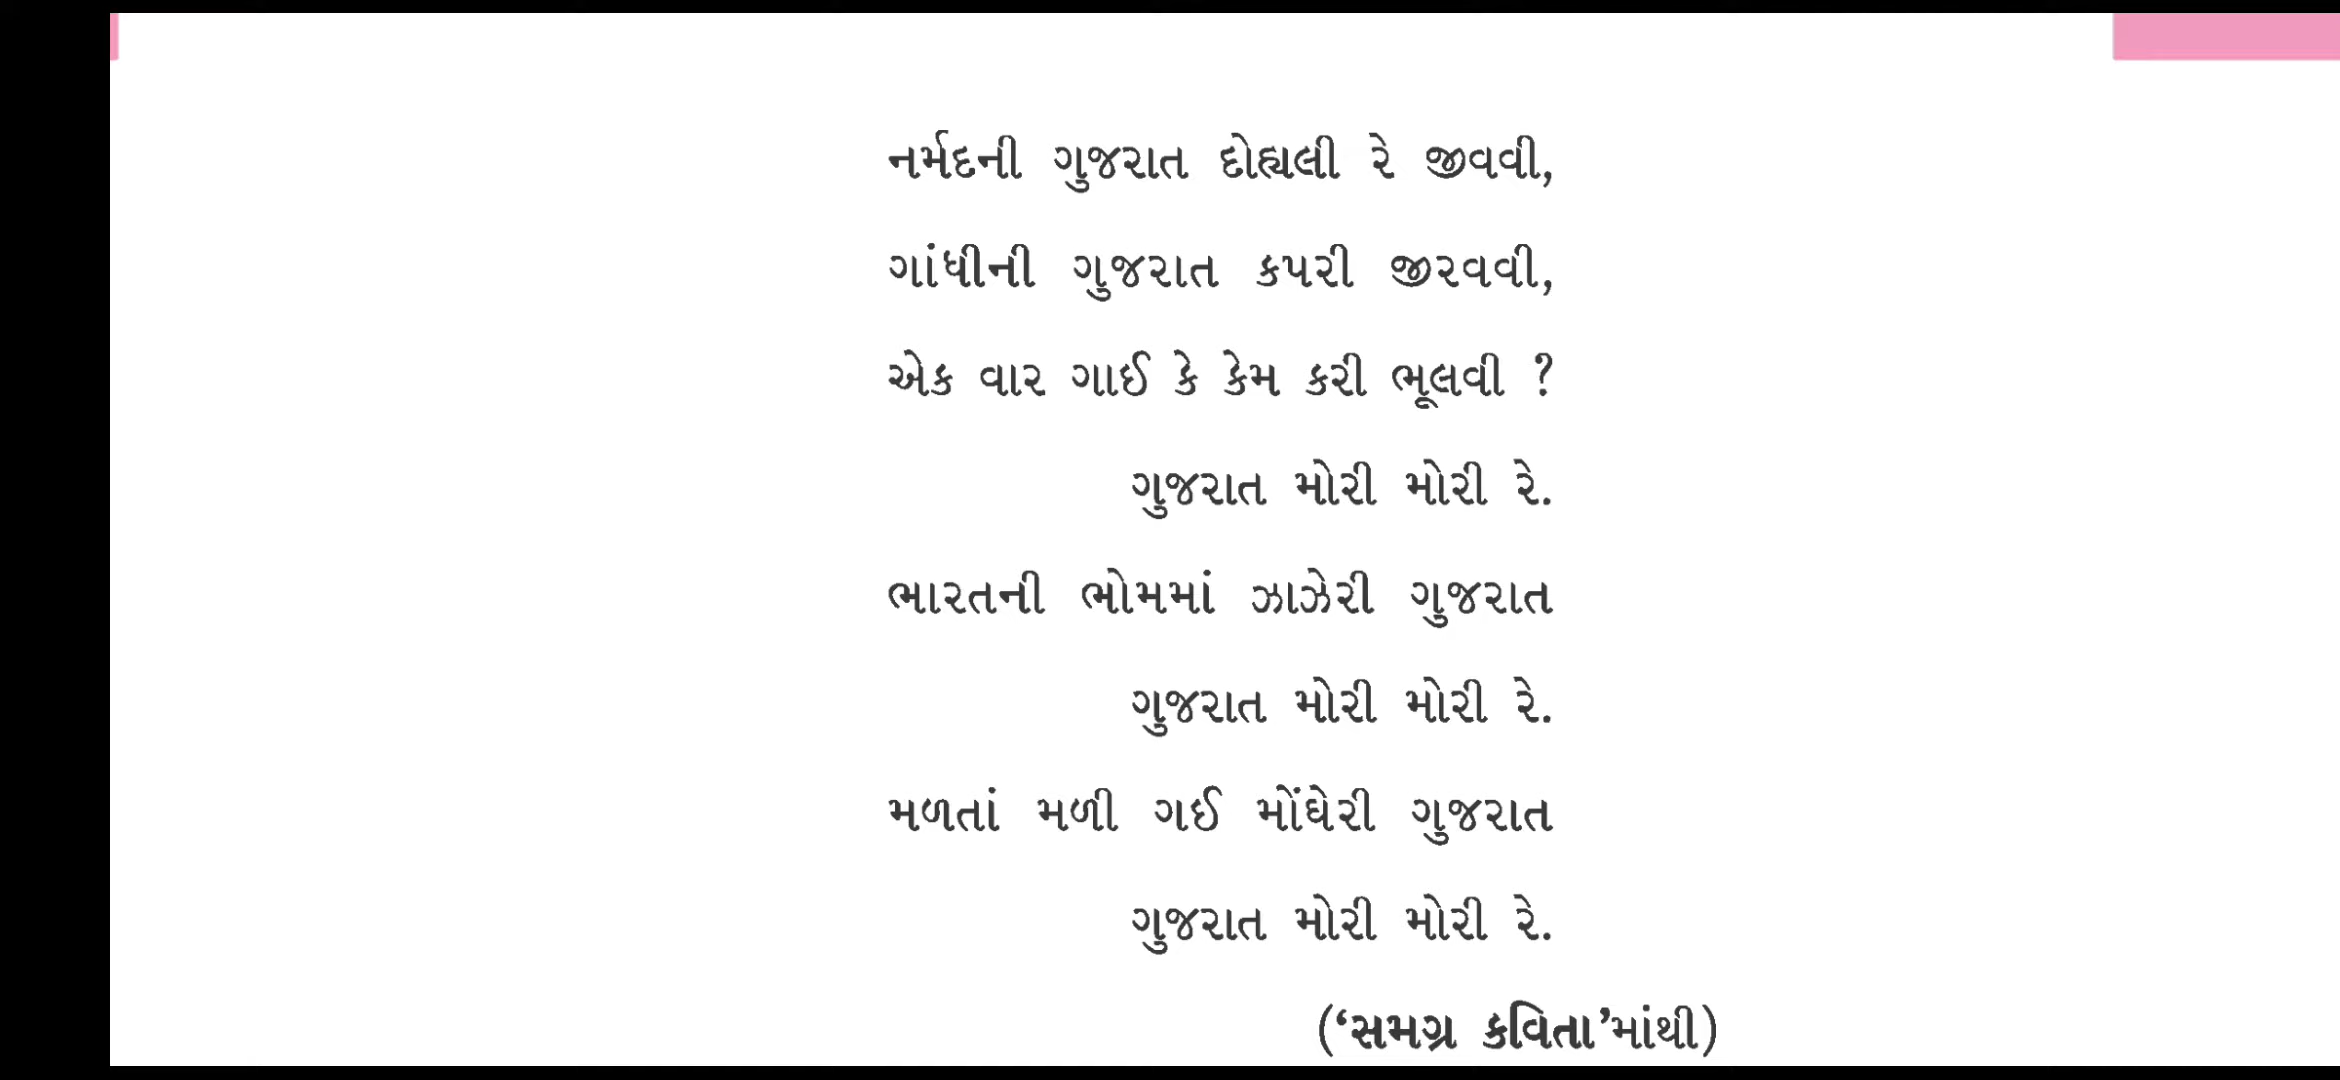 નર્મદની ગુજરાત દોહ્યલી રે જીવવી,
ગાંધીની ગુજરાત કપરી જીરવવી,
એક વાર ગાઈ કે કેમ કરી ભૂલવી ?
ગુજરાત મોરી મોરી રે.
ભારતની ભોમમાં ઝાઝેરી ગુજરાત
ગુજરાત મોરી મોરી રે.
મળતાં મળી ગઈ મોંઘેરી ગુજરાત
ગુજરાત મોરી મોરી રે.
(‘સમગ્ર કવિતા’માંથી)